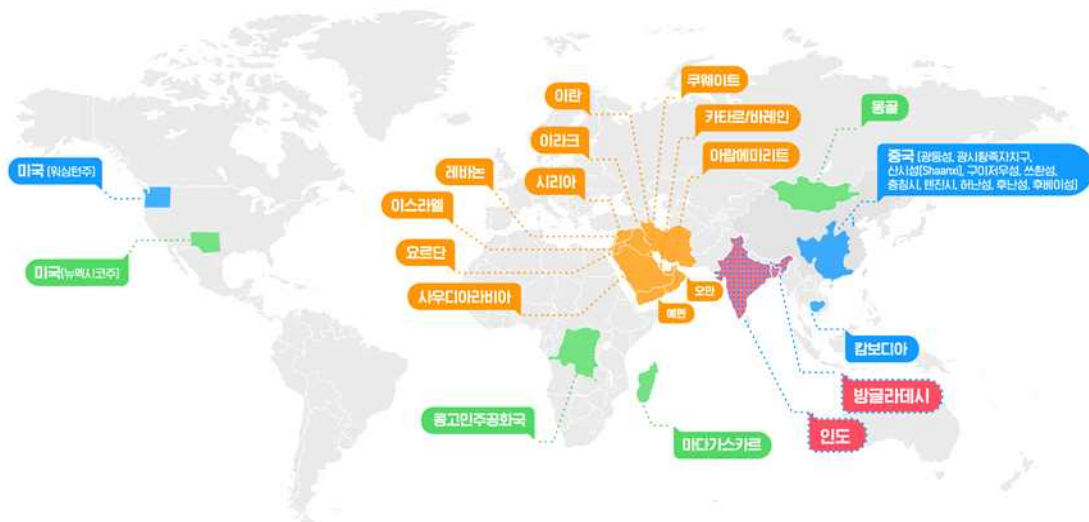 쿠웨이트
이란
몽골
카타르/바레인
이라크
중국 (광둥성, 광시좡족자치구,
산시성[Shaanxi], 구이저우성, 쓰촨성,
충칭시, 톈진시, 허난성, 후난성, 후베이성)
아랍에미리트
미국 (워싱턴주)
레바논
시리아
이스라엘
요르단
미국(뉴멕시코주)
사우디아라비아
오만
예멘
캄보디아
방글라데시
콩고민주공화국
마다가스카르
인도